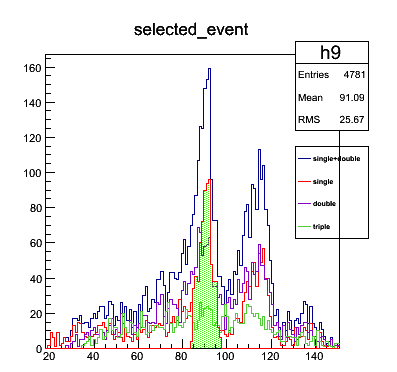 selected_event
h9
Entries 4781
Mean 91.09
RMS 25.67
single+double
single
double
triple
160
140
120
100
80
60
40
20
0
20 40 60 80 100 120 140